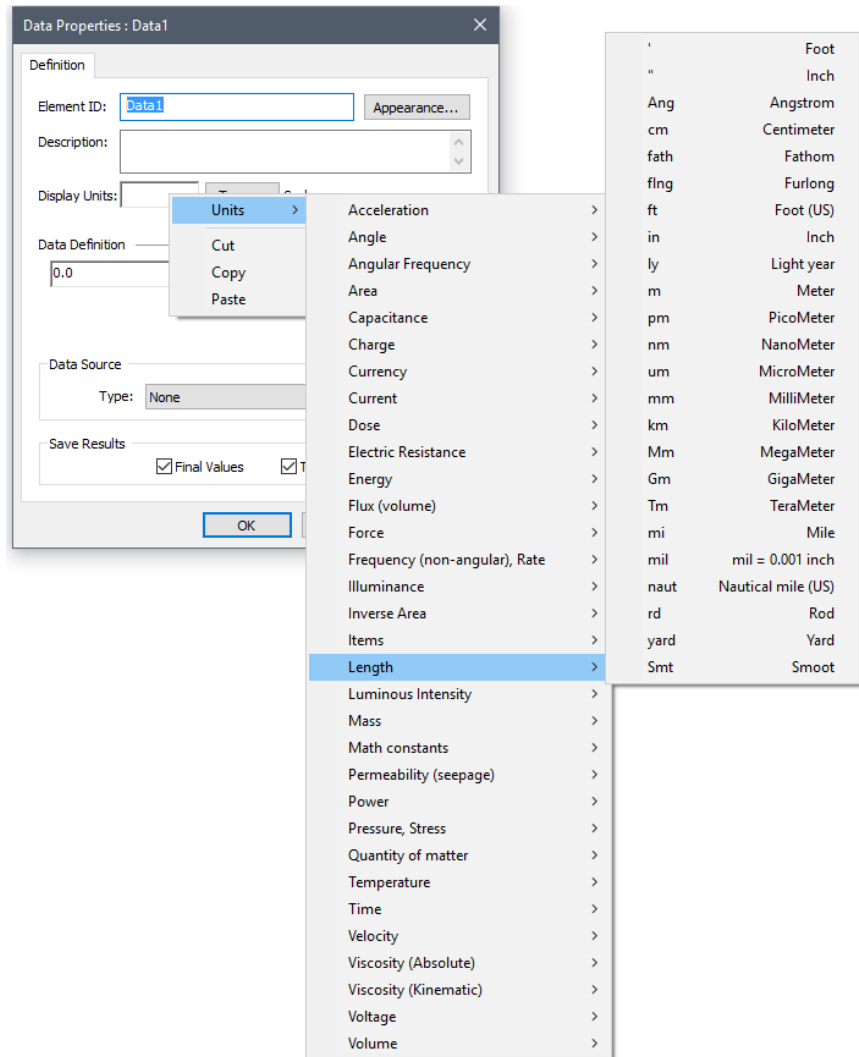 Data Properties : Data1
Definition
Element ID: Data1 Appearance...
Description:
Display Units:
Data Definition
0.0
Data Source
Type: None
Save Results
Final Values
OK
Units
Cut
Copy
Paste
Acceleration
Angle
Angular Frequency
Area
Capacitance
Charge
Currency
Current
Dose
Electric Resistance
Energy
Flux (volume)
Force
Frequency (non-angular), Rate
Illuminance
Inverse Area
Items
Length
Luminous Intensity
Mass
Math constants
Permeability (seepage)
Power
Pressure, Stress
Quantity of matter
Temperature
Time
Velocity
Viscosity (Absolute)
Viscosity (Kinematic)
Voltage
Volume
' Foot
" Inch
Ang Angstrom
cm Centimeter
fath Fathom
flng Furlong
ft Foot (US)
in Inch
ly Light year
m Meter
pm PicoMeter
nm NanoMeter
um MicroMeter
mm MilliMeter
km KiloMeter
Mm MegaMeter
Gm GigaMeter
Tm TeraMeter
mi Mile
mil mil = 0.001 inch
naut Nautical mile (US)
rd Rod
yard Yard
Smt Smoot